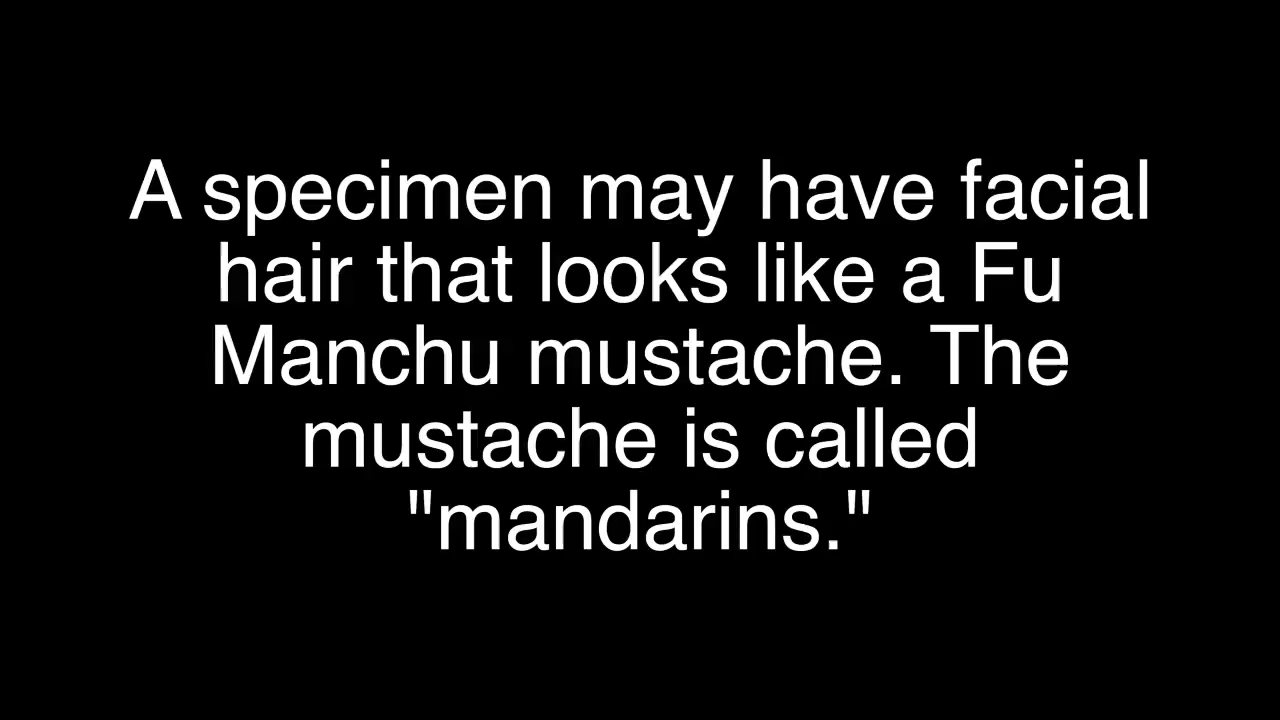 A specimen may have facial
hair that looks like a Fu
Manchu mustache. The
mustache is called
"mandarins."